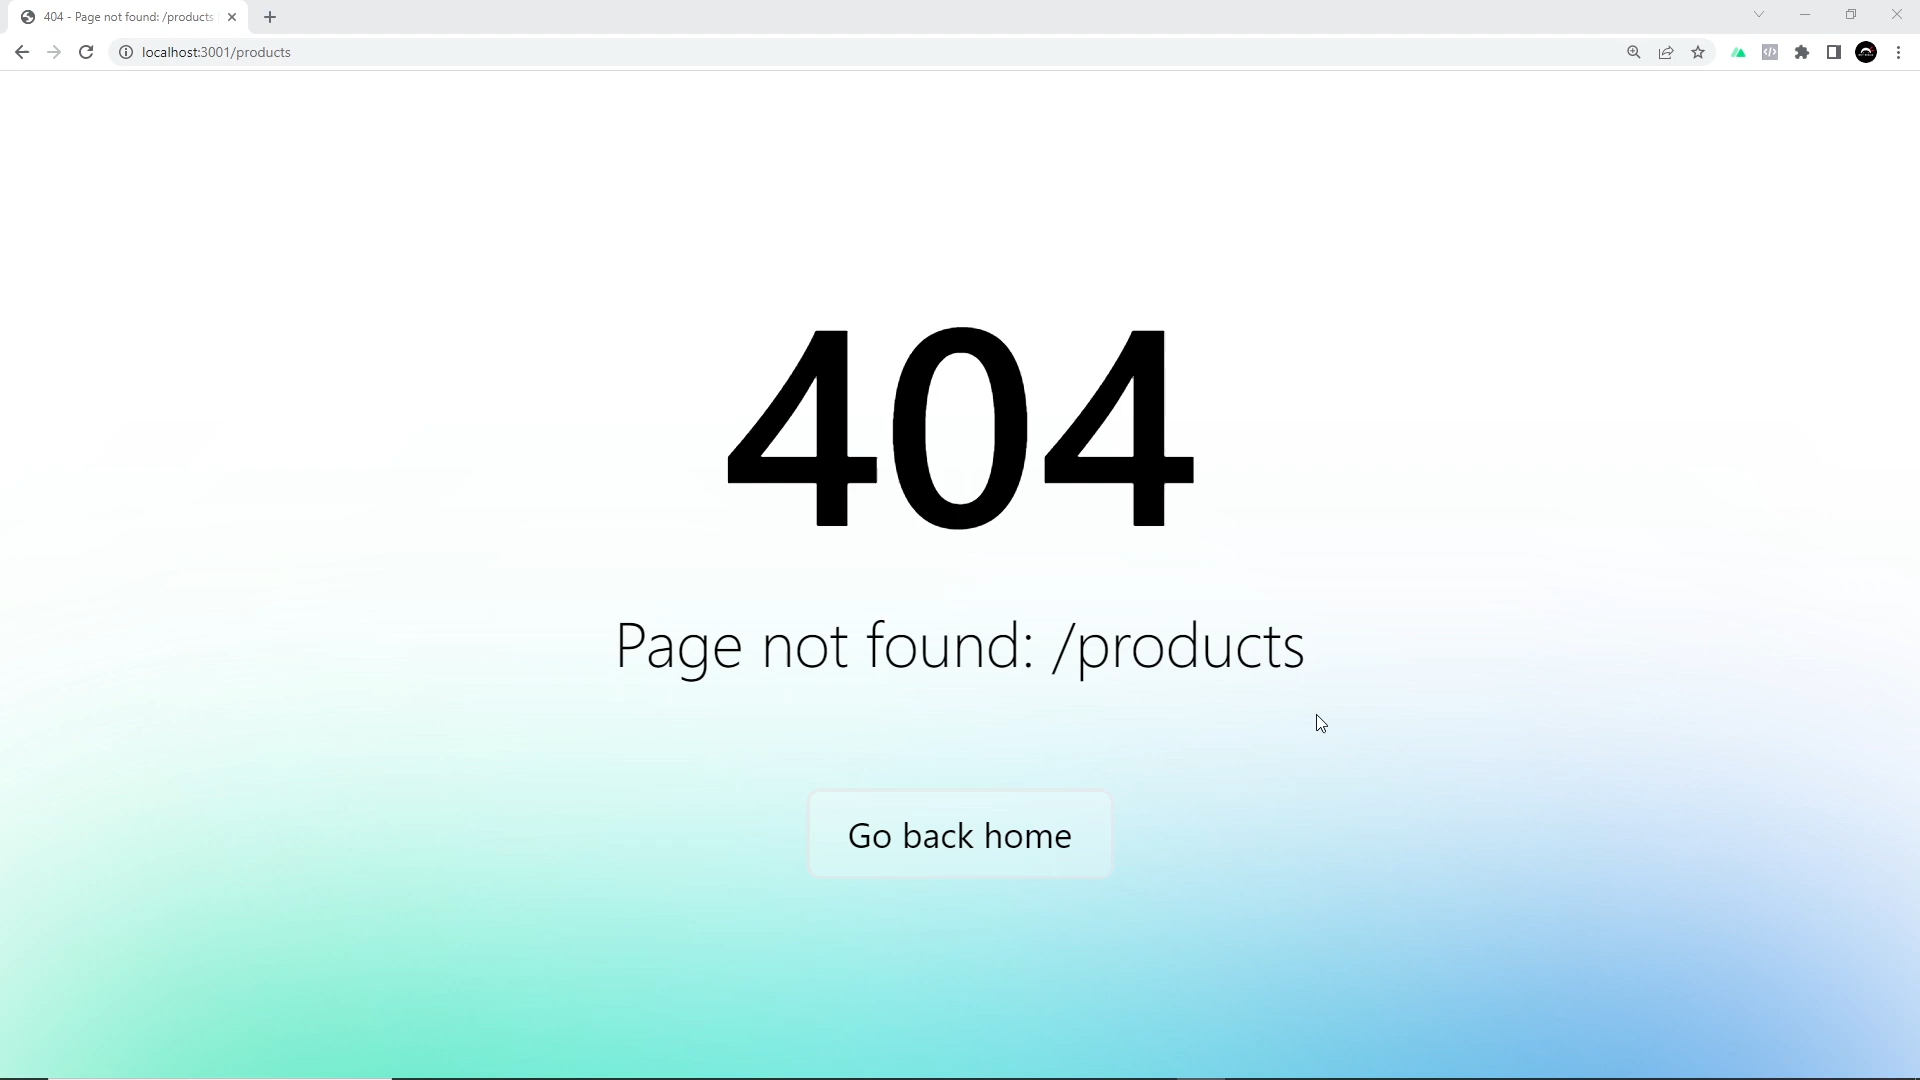 404 - Page not found: /products
localhost:3001/products
404
Page not found: /products
Go back home